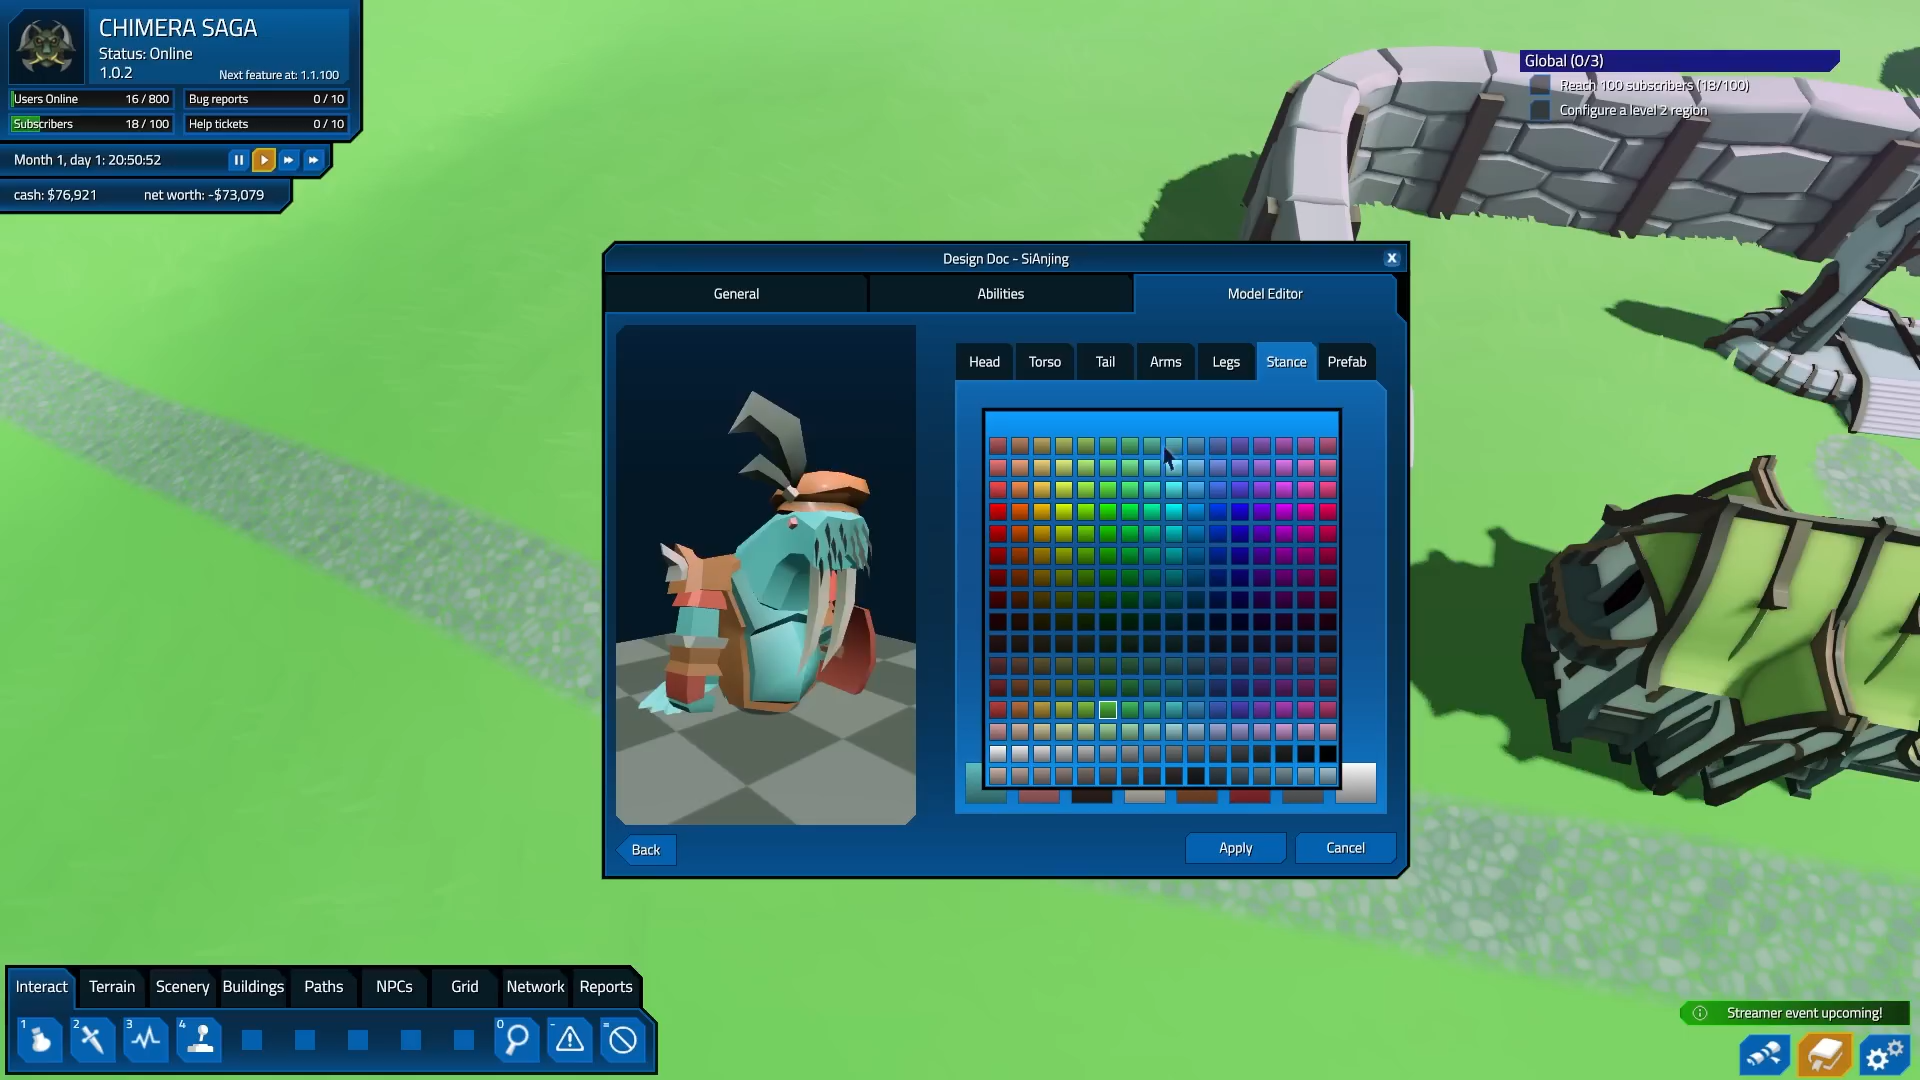 CHIMERA SAGA
Status: Online
1.0.2
Next feature at: 1.1.100
Users Online 16 / 800
Bug reports 0 / 10
Subscribers 18 / 100
Help tickets 0 / 10
Month 1, day 1: 20:50:52
cash: $76,921 net worth: -$73,079
Global (0/3)
Reach 100 subscribers (18/100)
Configure a level 2 region
Design Doc - SiAnjing
x
General Abilities Model Editor
Head Torso Tail Arms Legs Stance Prefab
Back Apply Cancel
Interact Terrain Scenery Buildings Paths NPCs Grid Network Reports
1 2 3 4 0 - =
Streamer event upcoming!